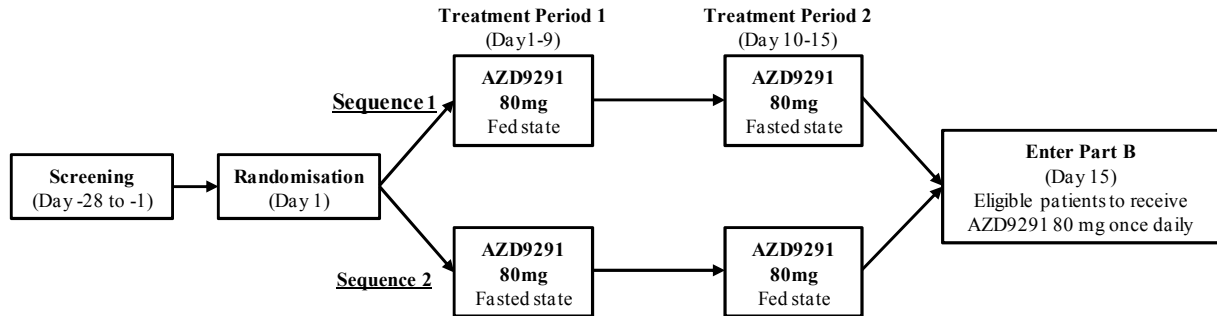 Treatment Period 1
(Day1-9)
Treatment Period 2
(Day 10-15)
Sequence 1
AZD9291
80mg
Fed state
AZD9291
80mg
Fasted state
Screening
(Day -28 to -1)
Randomisation
(Day 1)
Enter Part B
(Day 15)
Eligible patients to receive
AZD9291 80 mg once daily
Sequence 2
AZD9291
80mg
Fasted state
AZD9291
80mg
Fed state